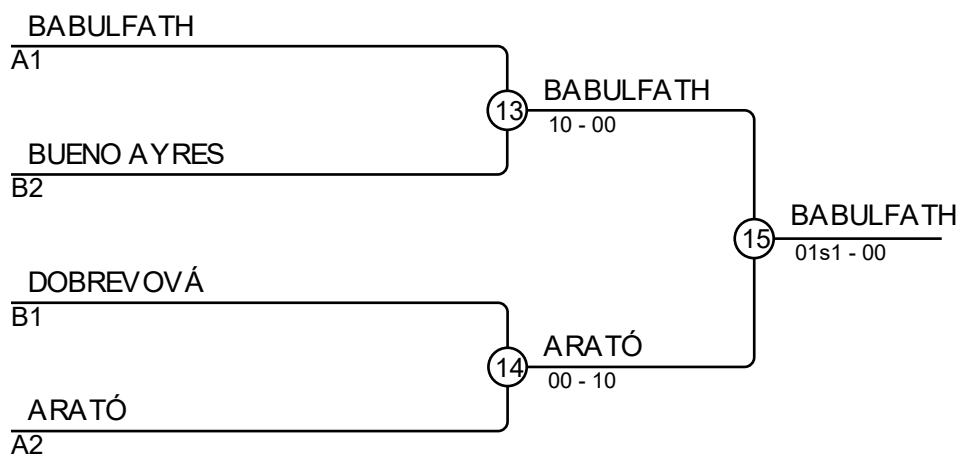 BABULFATH
A1
13
BABULFATH
10 - 00
BUENO AYRES
B2
15
BABULFATH
01s1 - 00
DOBREVOVÁ
B1
14
ARATÓ
00 - 10
ARATÓ
A2